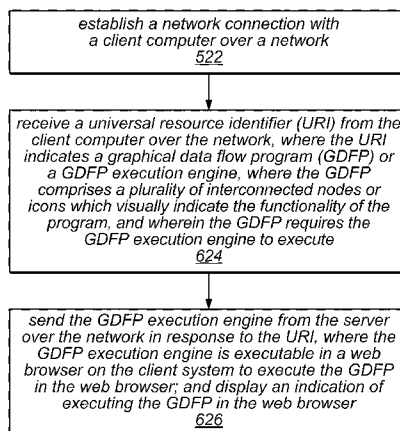 establish a network connection with
a client computer over a network
522
receive a universal resource identifier (URI) from the
client computer over the network, where the URI
indicates a graphical data flow program (GDFP) or
a GDFP execution engine, where the GDFP
comprises a plurality of interconnected nodes or
icons which visually indicate the functionality of the
program, and wherein the GDFP requires the
GDFP execution engine to execute
624
send the GDFP execution engine from the server
over the network in response to the URI, where the
GDFP execution engine is executable in a web
browser on the client system to execute the GDFP
in the web browser; and display an indication of
executing the GDFP in the web browser
626